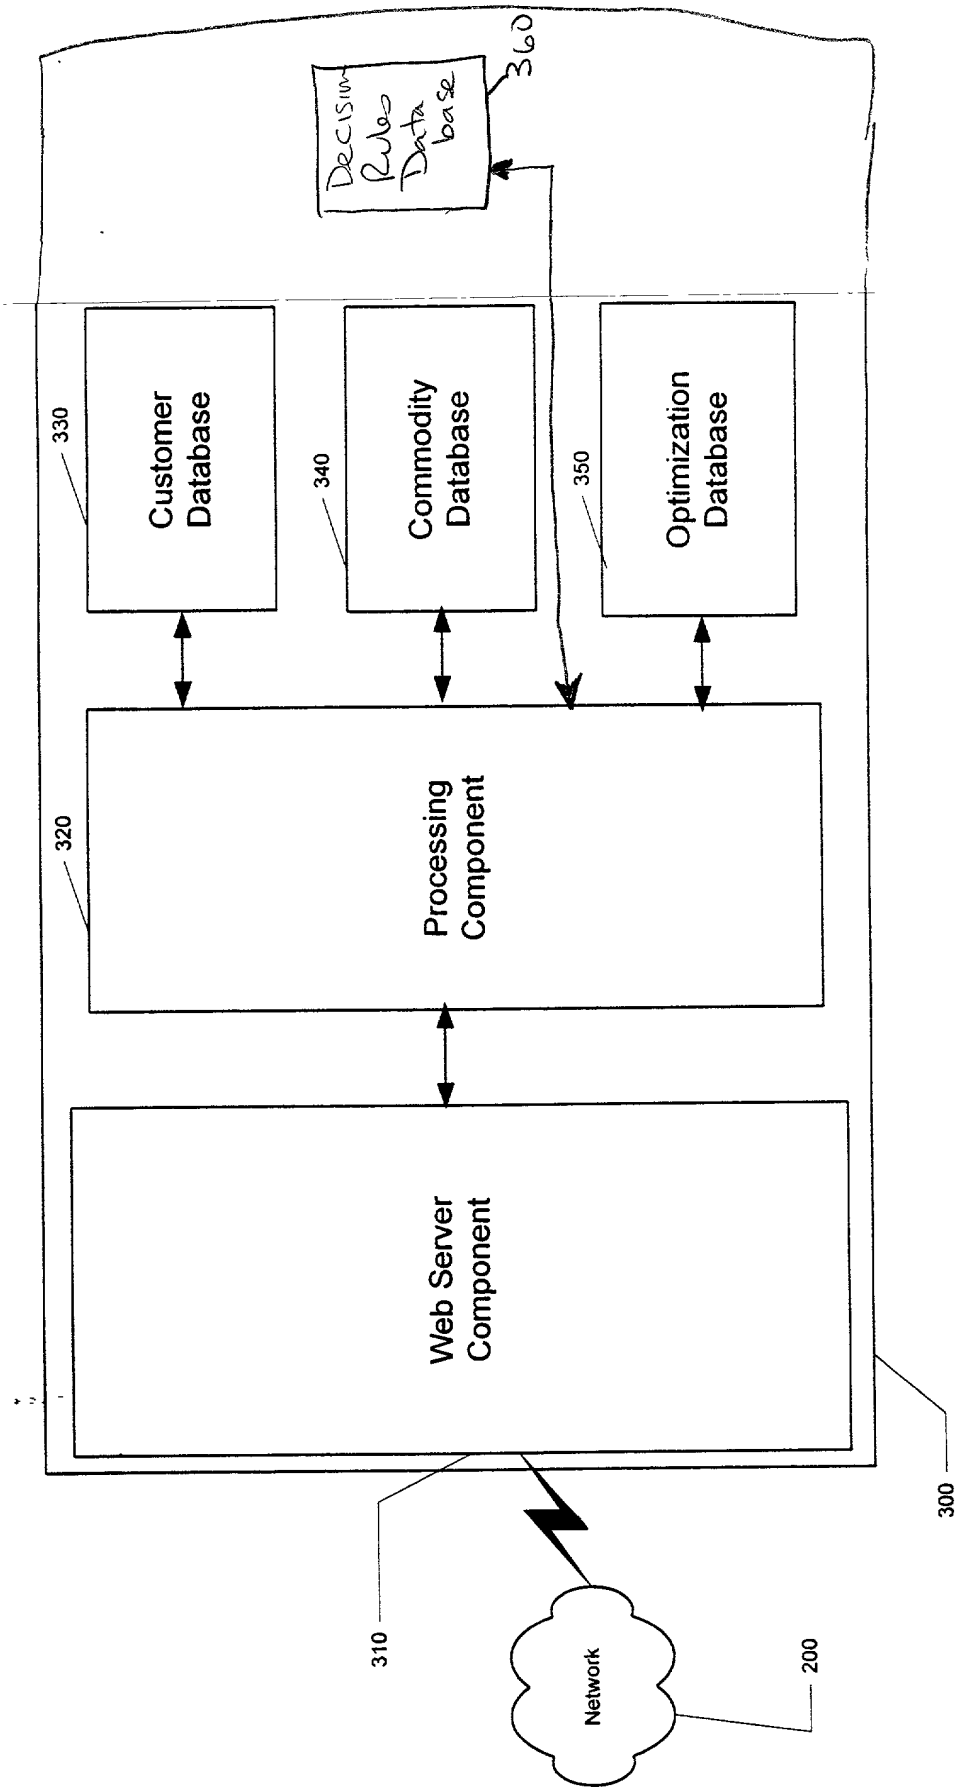 330
Customer
Database
340
Commodity
Database
350
Optimization
Database
Decision
Rules
Data
base
360
320
Processing
Component
Web Server
Component
310
300
Network
200